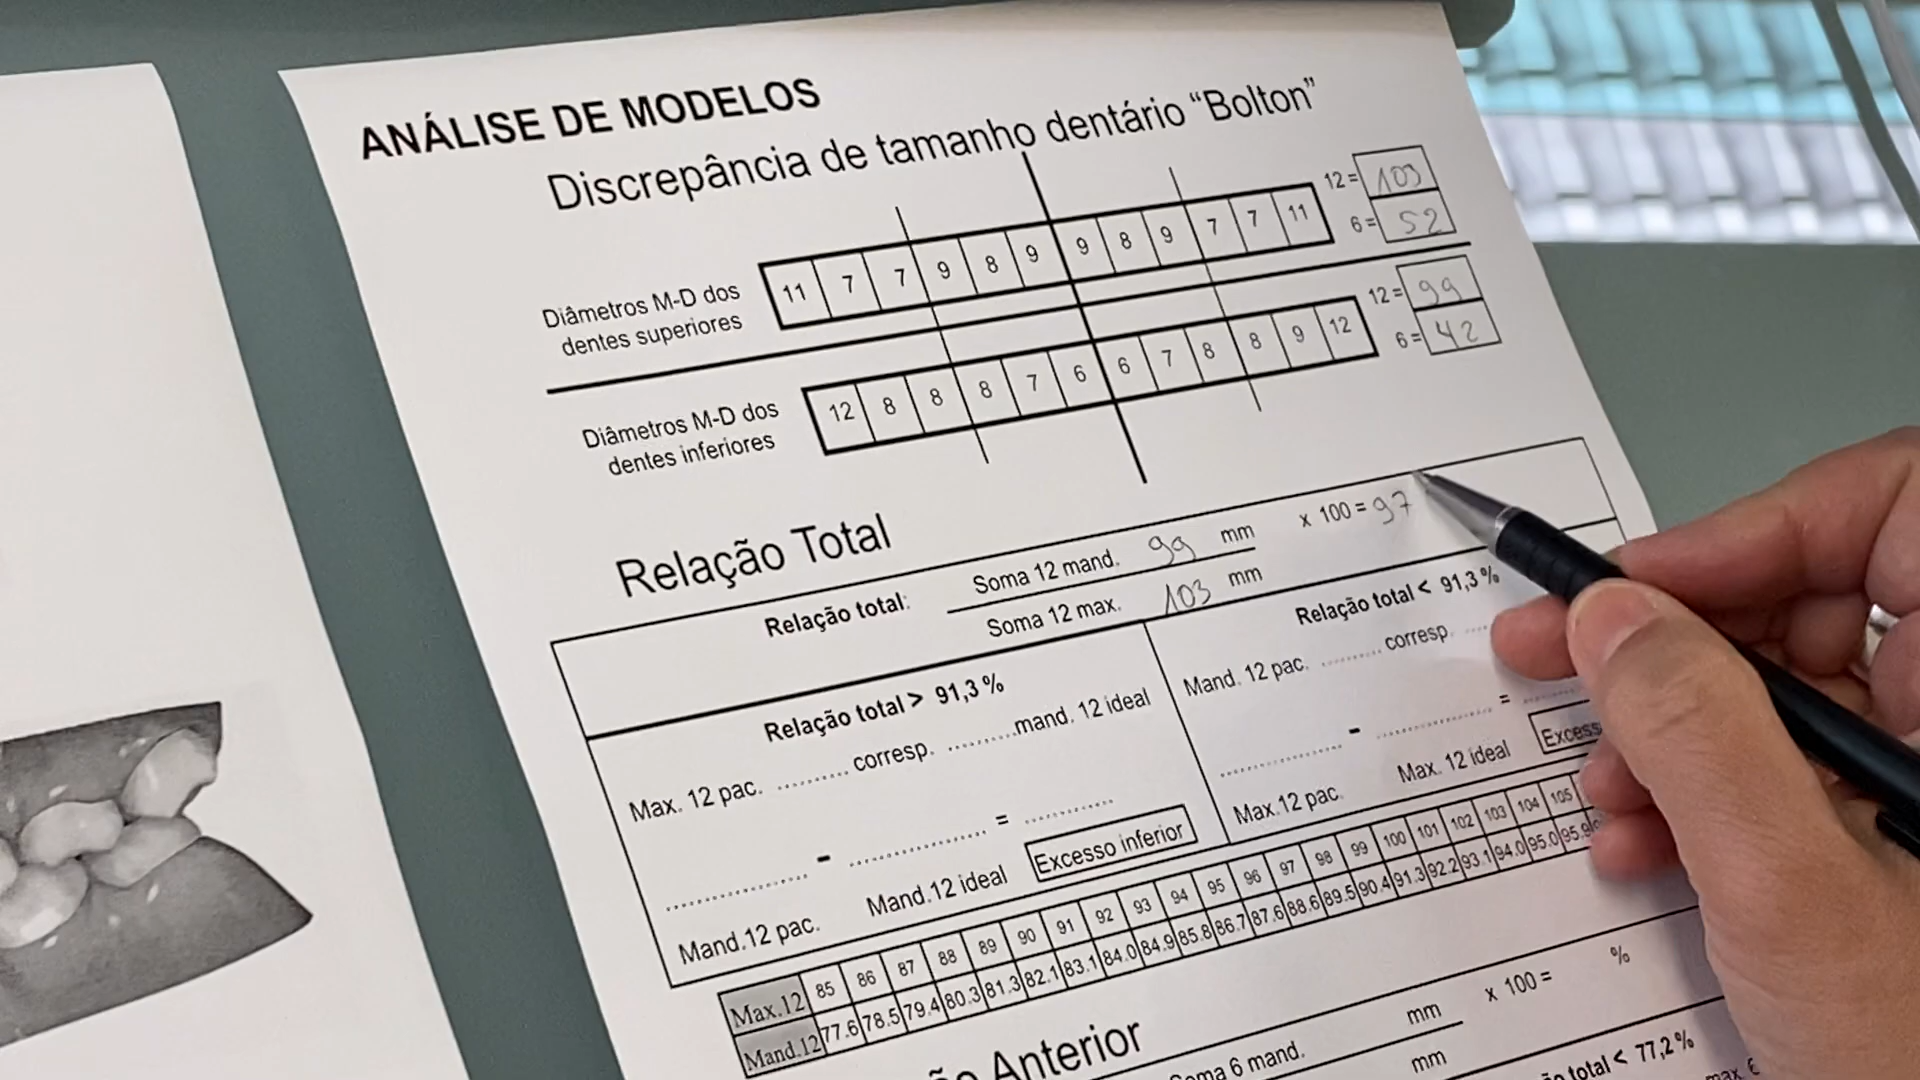 ANÁLISE DE MODELOS
Discrepância de tamanho dentário “Bolton”
Diâmetros M-D dos
dentes superiores
11 7 7 9 8 9 9 8 9 7 7 11
12 = 103
6 = 52
Diâmetros M-D dos
dentes inferiores
12 8 8 8 7 6 6 7 8 8 9 12
12 = 99
6 = 42
Relação Total
Relação total:
Soma 12 mand. 99 mm
Soma 12 max. 103 mm
x 100 = 97
Relação total > 91,3 %
Max. 12 pac. .......... corresp. ..........mand. 12 ideal
.................... - .................... = ..............
Mand.12 pac. Mand.12 ideal Excesso inferior
Relação total < 91,3 %
Mand. 12 pac. .......... corresp. ......
.................... - .................... = ..........
Max.12 pac. Max. 12 ideal
Max.12 85 86 87 88 89 90 91 92 93 94 95 96 97 98 99 100 101 102 103 104 105
Mand.12 77.6 78.5 79.4 80.3 81.3 82.1 83.1 84.0 84.9 85.8 86.7 87.6 88.6 89.5 90.4 91.3 92.2 93.1 94.0 95.0 95.9
Anterior
Soma 6 mand. mm
mm
x 100 = %
total < 77,2 %